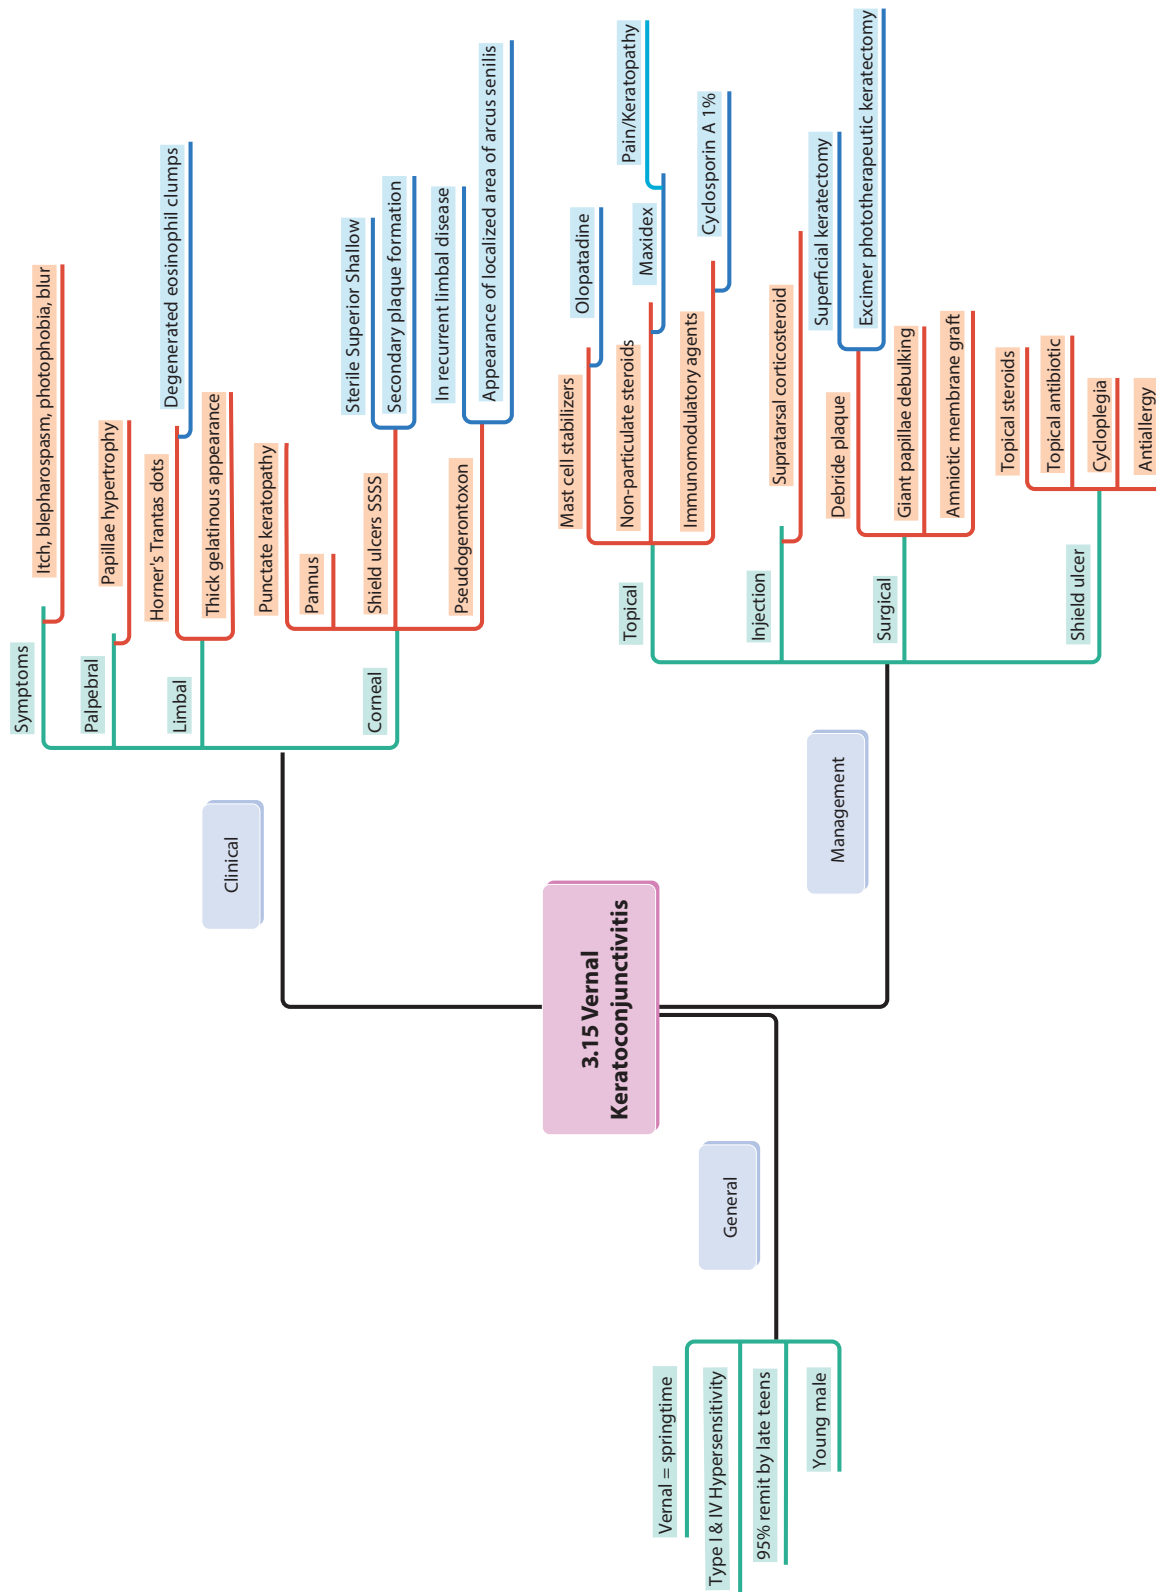 3.15 Vernal
Keratoconjunctivitis
Clinical
Symptoms
Itch, blepharospasm, photophobia, blur
Palpebral
Papillae hypertrophy
Limbal
Horner's Trantas dots
Degenerated eosinophil clumps
Thick gelatinous appearance
Corneal
Punctate keratopathy
Pannus
Shield ulcers SSSS
Sterile Superior Shallow
Secondary plaque formation
Pseudogerontoxon
In recurrent limbal disease
Appearance of localized area of arcus senilis
General
Vernal = springtime
Type I & IV Hypersensitivity
95% remit by late teens
Young male
Management
Topical
Mast cell stabilizers
Olopatadine
Non-particulate steroids
Maxidex
Pain/Keratopathy
Immunomodulatory agents
Cyclosporin A 1%
Injection
Supratarsal corticosteroid
Surgical
Debride plaque
Superficial keratectomy
Excimer phototherapeutic keratectomy
Giant papillae debulking
Amniotic membrane graft
Shield ulcer
Topical steroids
Topical antibiotic
Cycloplegia
Antiallergy